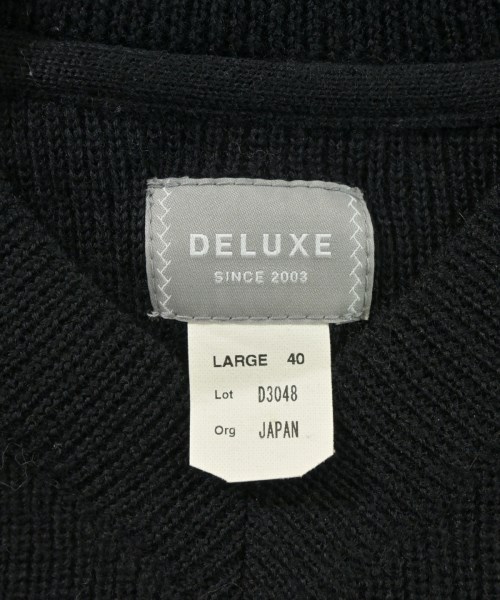 DELUXE
SINCE 2003
LARGE 40
Lot D3048
Org JAPAN